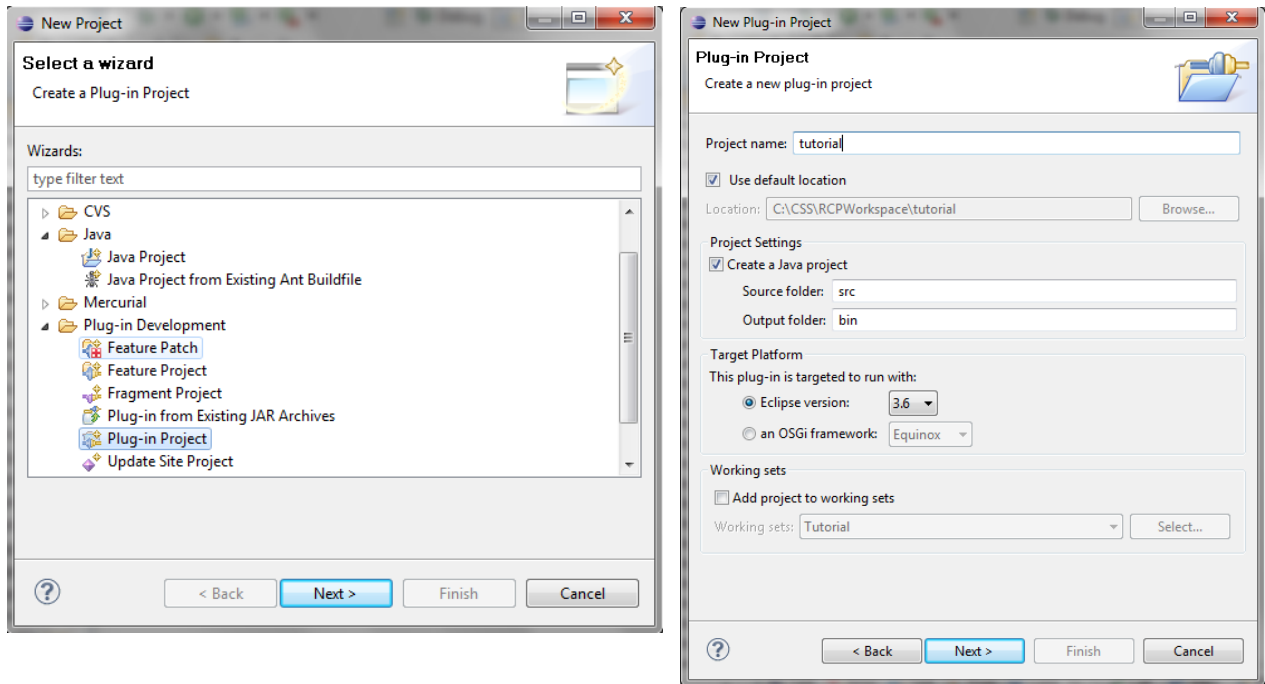 New Project
Select a wizard
Create a Plug-in Project
Wizards:
type filter text
CVS
Java
Java Project
Java Project from Existing Ant Buildfile
Mercurial
Plug-in Development
Feature Patch
Feature Project
Fragment Project
Plug-in from Existing JAR Archives
Plug-in Project
Update Site Project
?
< Back Next > Finish Cancel
New Plug-in Project
Plug-in Project
Create a new plug-in project
Project name: tutorial
Use default location
Location: C:\CSS\RCPWorkspace\tutorial Browse...
Project Settings
Create a Java project
Source folder: src
Output folder: bin
Target Platform
This plug-in is targeted to run with:
Eclipse version: 3.6
an OSGi framework: Equinox
Working sets
Add project to working sets
Working sets: Tutorial Select...
?
< Back Next > Finish Cancel